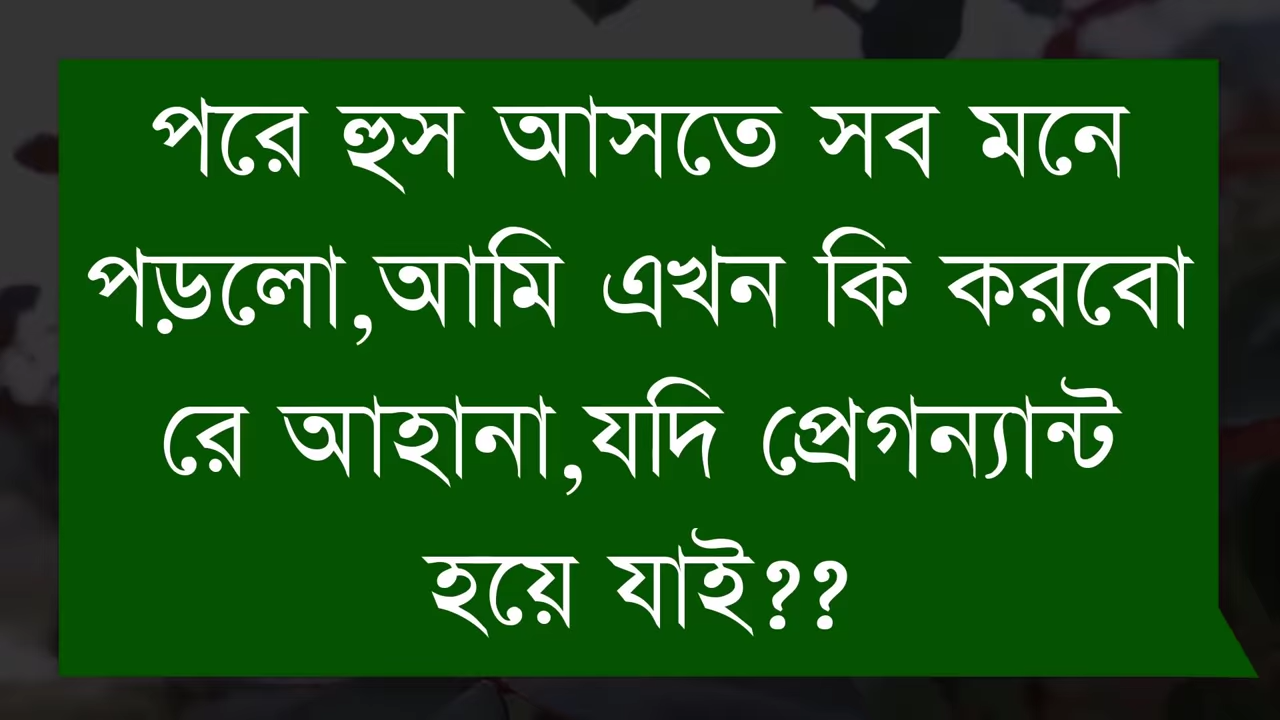 পরে হুস আসতে সব মনে
পড়লো,আমি এখন কি করবো
রে আহানা,যদি প্রেগন্যান্ট
হয়ে যাই??